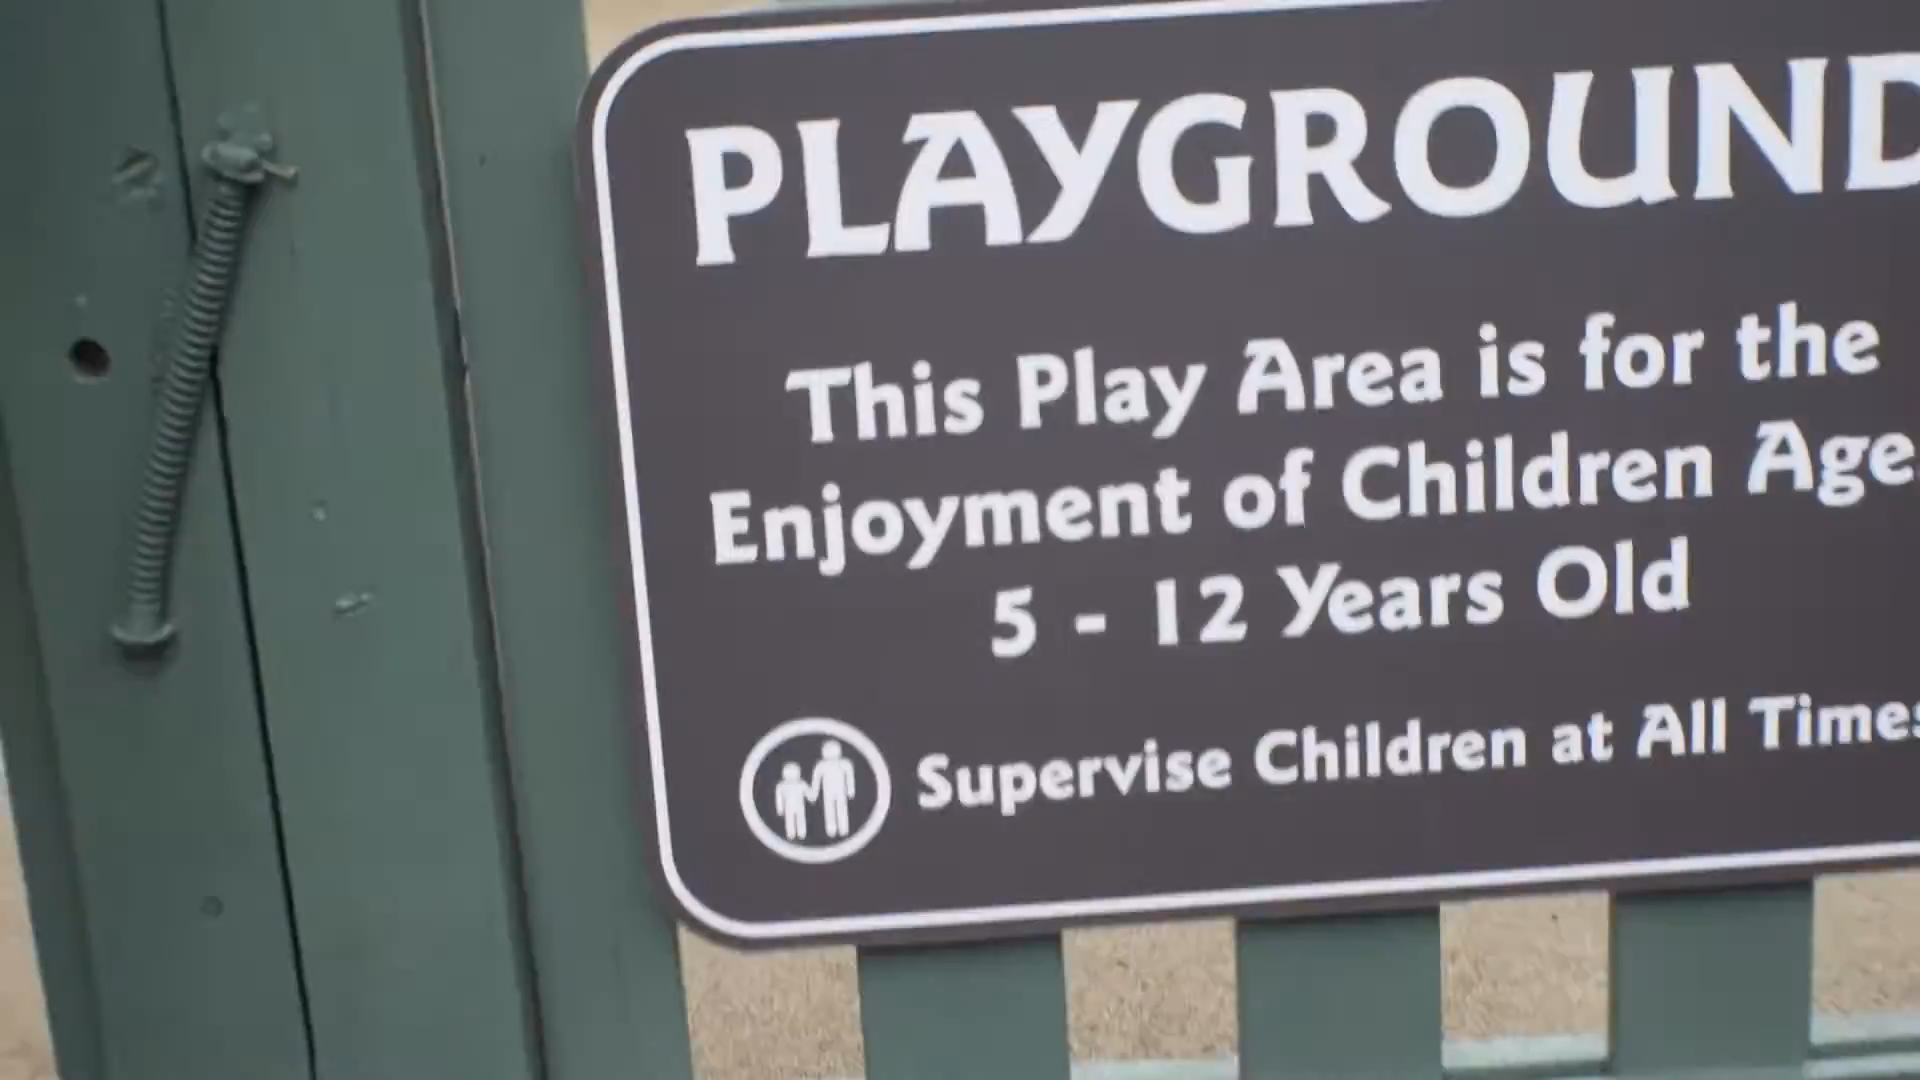 PLAYGROUND
This Play Area is for the
Enjoyment of Children Age
5 - 12 Years Old
Supervise Children at All Times